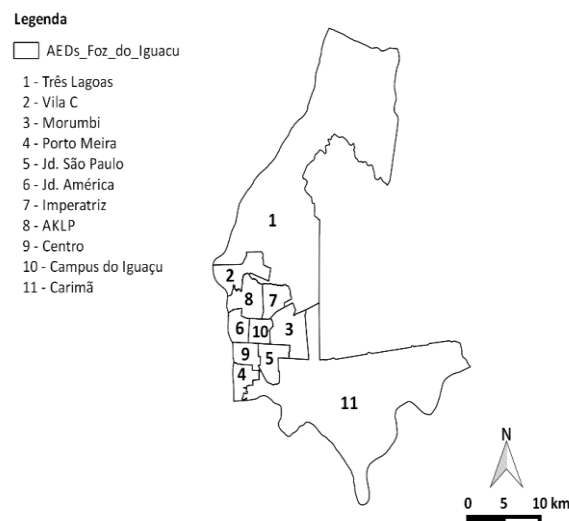 Legenda
AEDs_Foz_do_Iguacu
1 - Três Lagoas
2 - Vila C
3 - Morumbi
4 - Porto Meira
5 - Jd. São Paulo
6 - Jd. América
7 - Imperatriz
8 - AKLP
9 - Centro
10 - Campus do Iguaçu
11 - Carimã
1
2
8
7
6
10
3
9
5
4
11
N
0 5 10 km